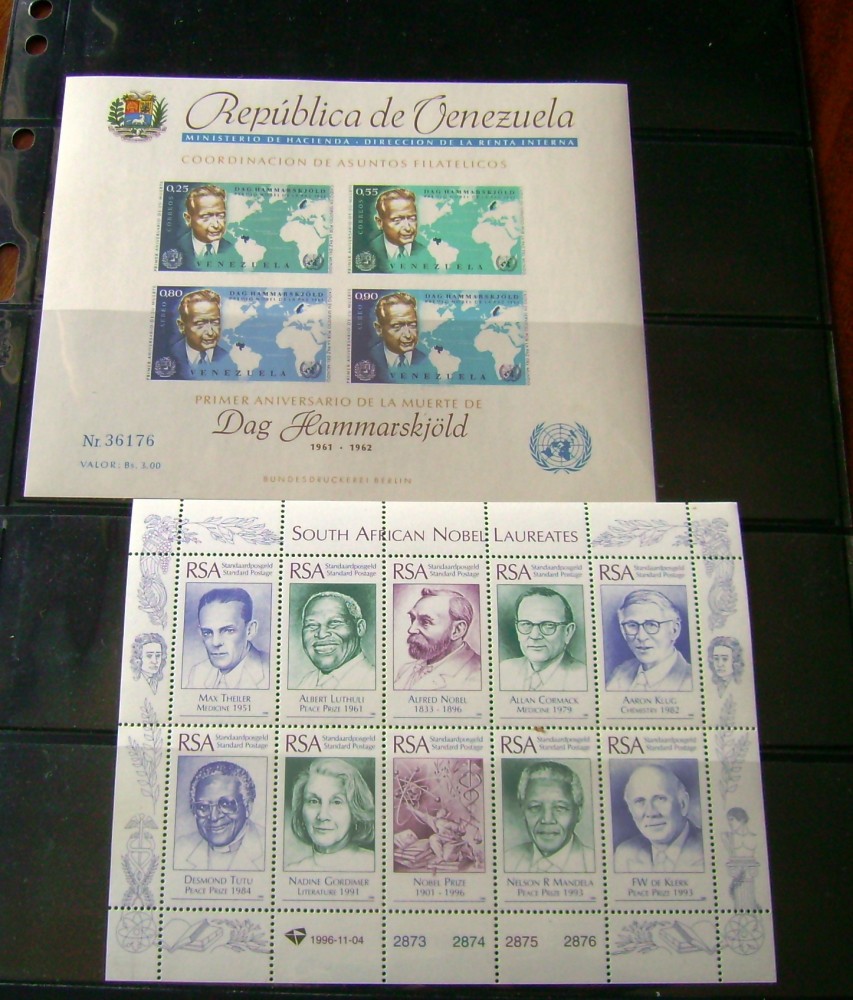 República de Venezuela
MINISTERIO DE HACIENDA - DIRECCION DE LA RENTA INTERNA
COORDINACION DE ASUNTOS FILATELICOS
0,25 DAG HAMMARSKJÖLD
CORREOS
VENEZUELA
0,55 DAG HAMMARSKJÖLD
CORREOS
VENEZUELA
0,80 DAG HAMMARSKJÖLD
AEREO
VENEZUELA
0,90 DAG HAMMARSKJÖLD
AEREO
VENEZUELA
PRIMER ANIVERSARIO DE LA MUERTE DE
Dag Hammarskjöld
1961 - 1962
Nr. 36176
VALOR: Bs. 3.00
BUNDESDRUCKEREI BERLIN
SOUTH AFRICAN NOBEL LAUREATES
RSA Standaardposgeld
Standard Postage
MAX THEILER
MEDICINE 1951
RSA Standaardposgeld
Standard Postage
ALBERT LUTHULI
PEACE PRIZE 1961
RSA Standaardposgeld
Standard Postage
ALFRED NOBEL
1833 - 1896
RSA Standaardposgeld
Standard Postage
ALLAN CORMACK
MEDICINE 1979
RSA Standaardposgeld
Standard Postage
AARON KLUG
CHEMISTRY 1982
RSA Standaardposgeld
Standard Postage
DESMOND TUTU
PEACE PRIZE 1984
RSA Standaardposgeld
Standard Postage
NADINE GORDIMER
LITERATURE 1991
RSA Standaardposgeld
Standard Postage
NOBEL PRIZE
1901 - 1996
RSA Standaardposgeld
Standard Postage
NELSON R MANDELA
PEACE PRIZE 1993
RSA Standaardposgeld
Standard Postage
FW DE KLERK
PEACE PRIZE 1993
1996-11-04 2873 2874 2875 2876